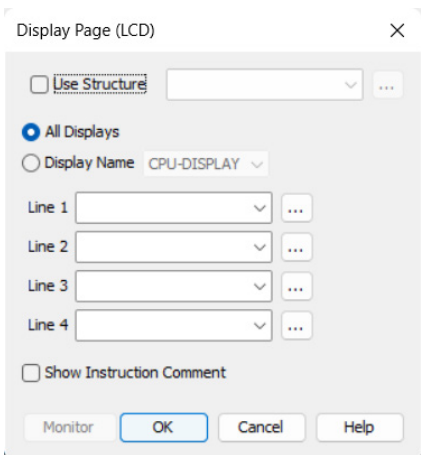 Display Page (LCD)
Use Structure ...
All Displays
Display Name CPU-DISPLAY
Line 1 ...
Line 2 ...
Line 3 ...
Line 4 ...
Show Instruction Comment
Monitor OK Cancel Help